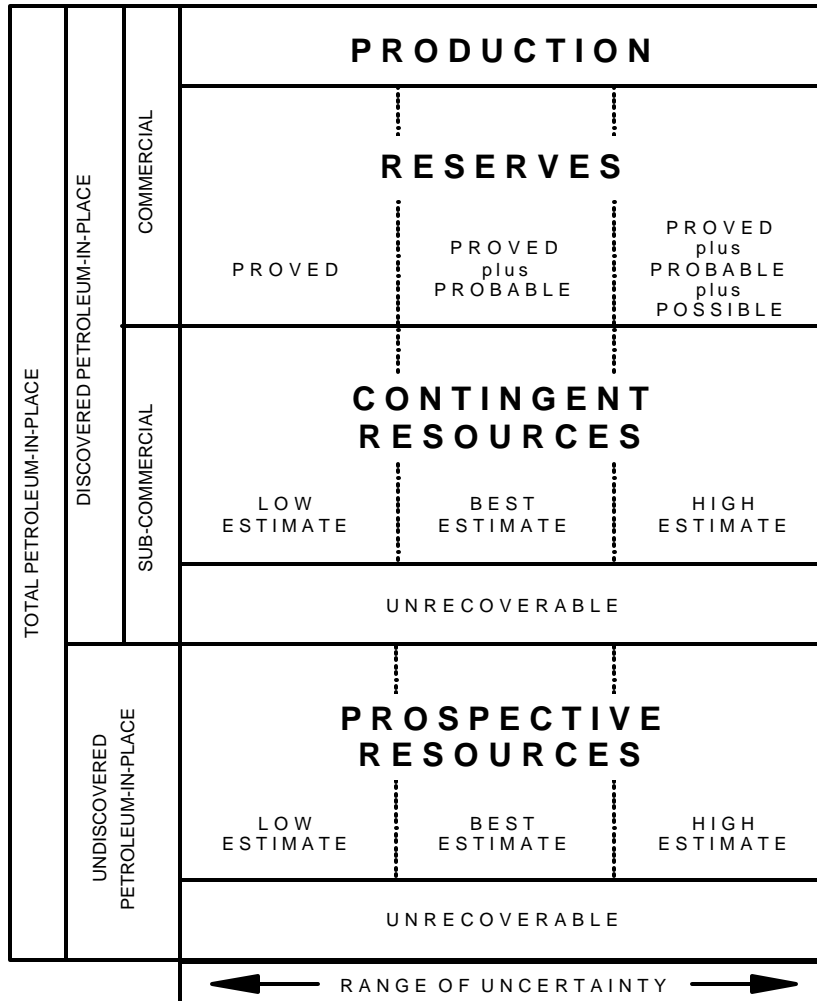 TOTAL PETROLEUM-IN-PLACE
DISCOVERED PETROLEUM-IN-PLACE
COMMERCIAL
PRODUCTION
RESERVES
PROVED
PROVED
plus
PROBABLE
PROVED
plus
PROBABLE
plus
POSSIBLE
SUB-COMMERCIAL
CONTINGENT
RESOURCES
LOW
ESTIMATE
BEST
ESTIMATE
HIGH
ESTIMATE
UNRECOVERABLE
UNDISCOVERED
PETROLEUM-IN-PLACE
PROSPECTIVE
RESOURCES
LOW
ESTIMATE
BEST
ESTIMATE
HIGH
ESTIMATE
UNRECOVERABLE
RANGE OF UNCERTAINTY